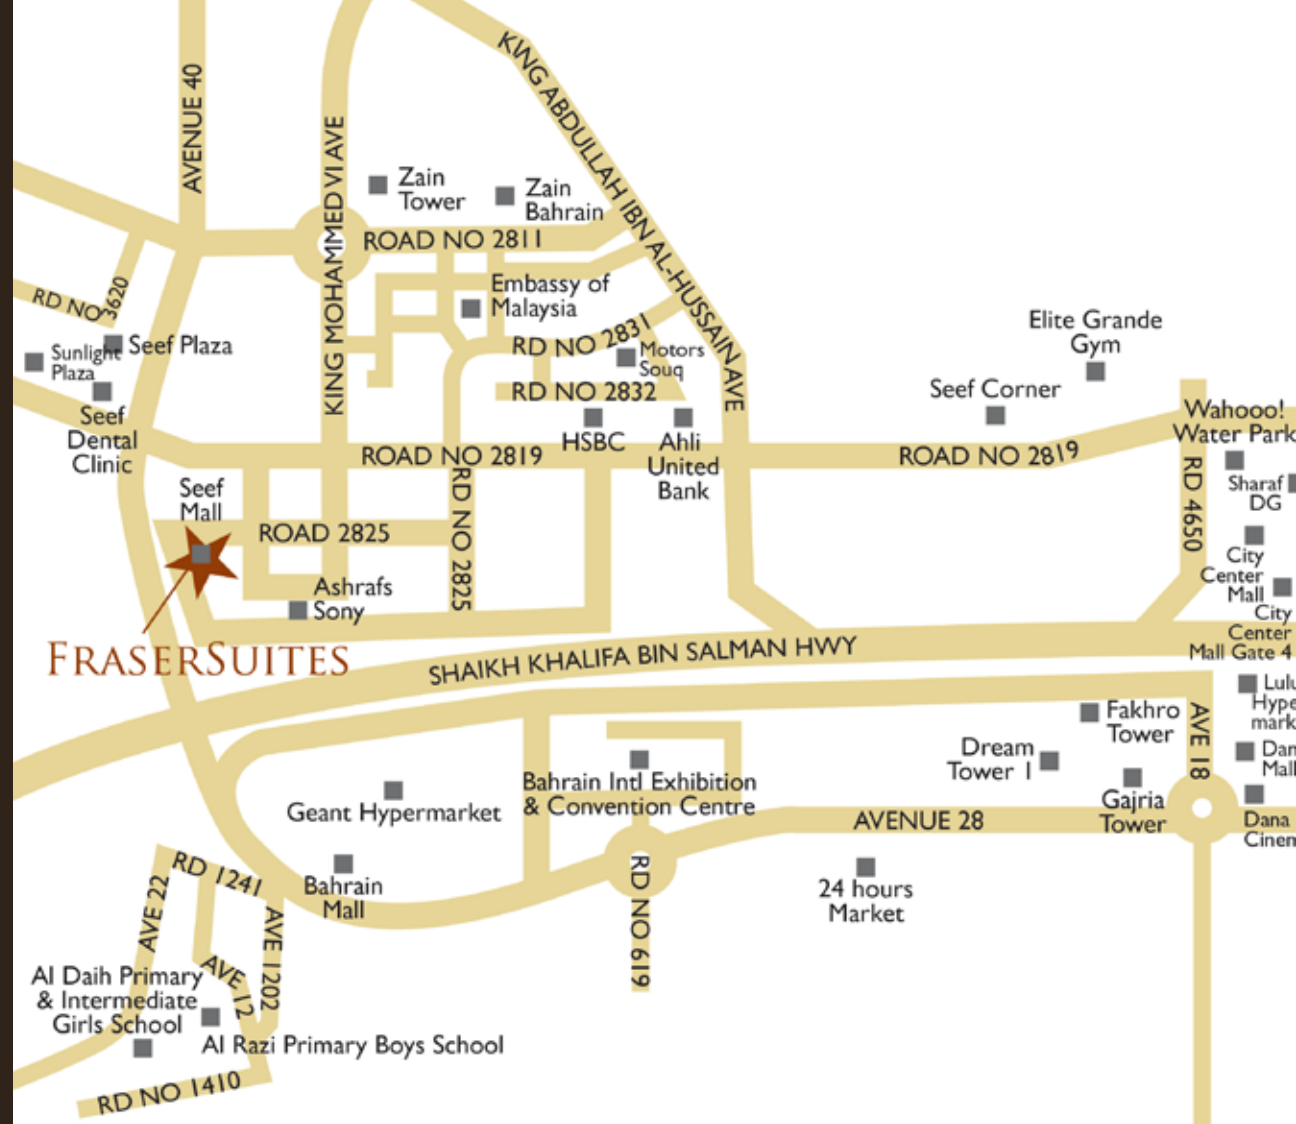 AVENUE 40
KING MOHAMMED VI AVE
KING ABDULLAH IBN AL-HUSSAIN AVE
Zain
Tower
Zain
Bahrain
ROAD NO 2811
RD NO 3620
Embassy of
Malaysia
Seef Plaza
Sunlight
Plaza
RD NO 2831
Motors
Souq
RD NO 2832
Elite Grande
Gym
Seef Corner
Seef
Dental
Clinic
HSBC
Ahli
United
Bank
ROAD NO 2819
ROAD NO 2819
Wahooo!
Water Park
RD 4650
Sharaf
DG
City
Center
Mall
City
Center
Mall Gate 4
Seef
Mall
ROAD 2825
RD NO 2825
Ashrafs
Sony
FRASERSUITES
SHAIKH KHALIFA BIN SALMAN HWY
Lulu
Hype
mark
Fakhro
Tower
AVE 18
Dream
Tower 1
Dan
Mall
Gajria
Tower
Dana
Cinem
Bahrain Intl Exhibition
& Convention Centre
Geant Hypermarket
AVENUE 28
Bahrain
Mall
RD NO 619
24 hours
Market
RD 1241
AVE 22
AVE 1202
AVE 12
Al Daih Primary
& Intermediate
Girls School
Al Razi Primary Boys School
RD NO 1410